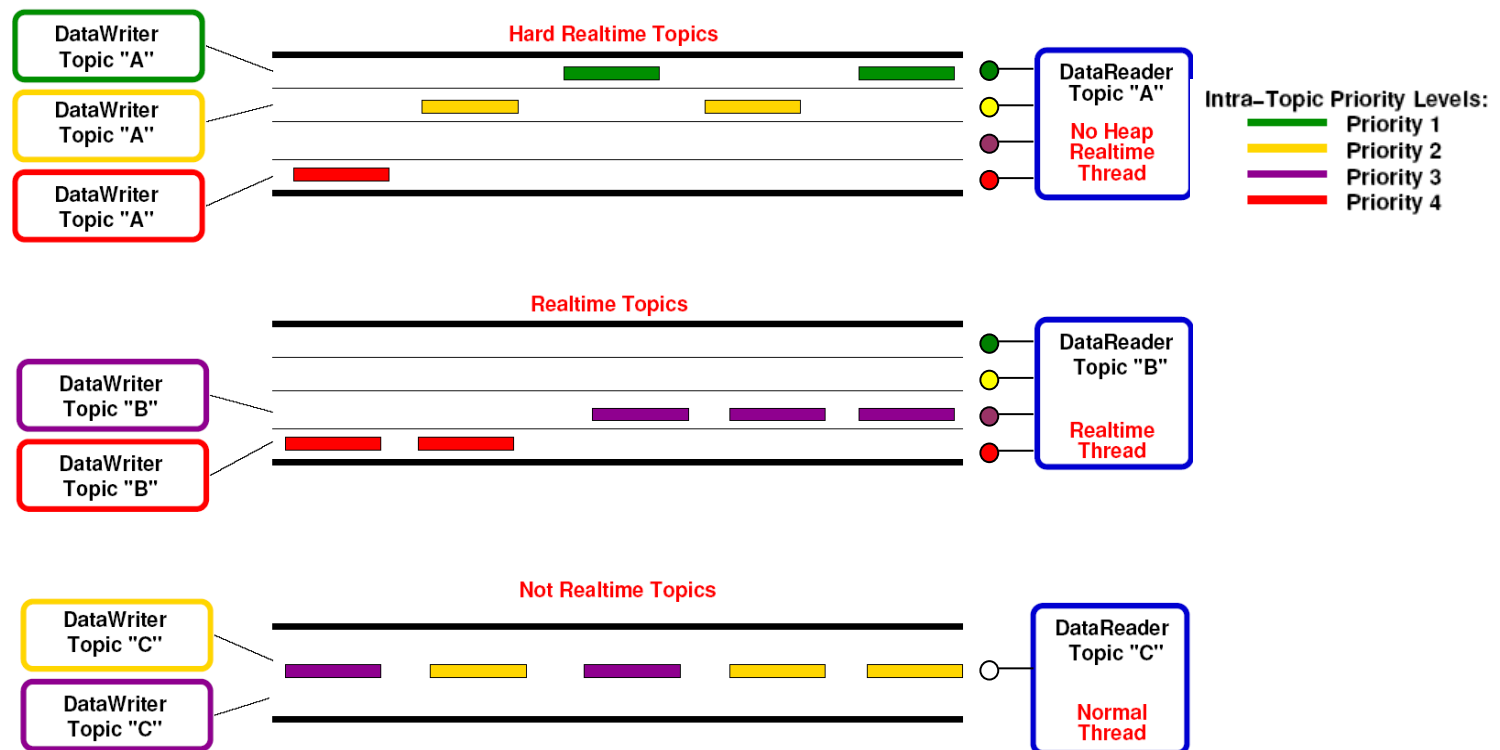 Hard Realtime Topics
DataWriter
Topic "A"
DataWriter
Topic "A"
DataWriter
Topic "A"
DataReader
Topic "A"
No Heap
Realtime
Thread
Intra-Topic Priority Levels:
Priority 1
Priority 2
Priority 3
Priority 4
Realtime Topics
DataWriter
Topic "B"
DataWriter
Topic "B"
DataReader
Topic "B"
Realtime
Thread
Not Realtime Topics
DataWriter
Topic "C"
DataWriter
Topic "C"
DataReader
Topic "C"
Normal
Thread